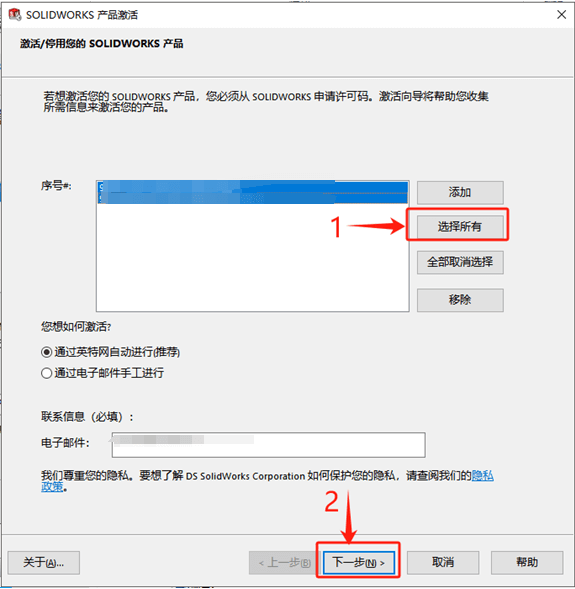 SOLIDWORKS 产品激活
激活/停用您的 SOLIDWORKS 产品
若想激活您的 SOLIDWORKS 产品，您必须从 SOLIDWORKS 申请许可码。激活向导将帮助您收集
所需信息来激活您的产品。
序号#:
添加
1
选择所有
全部取消选择
移除
您想如何激活?
通过英特网自动进行(推荐)
通过电子邮件手工进行
联系信息（必填）:
电子邮件:
我们尊重您的隐私。要想了解 DS SolidWorks Corporation 如何保护您的隐私，请查阅我们的隐私
政策。
2
关于(A)...
< 上一步(B)
下一步(N) >
取消
帮助